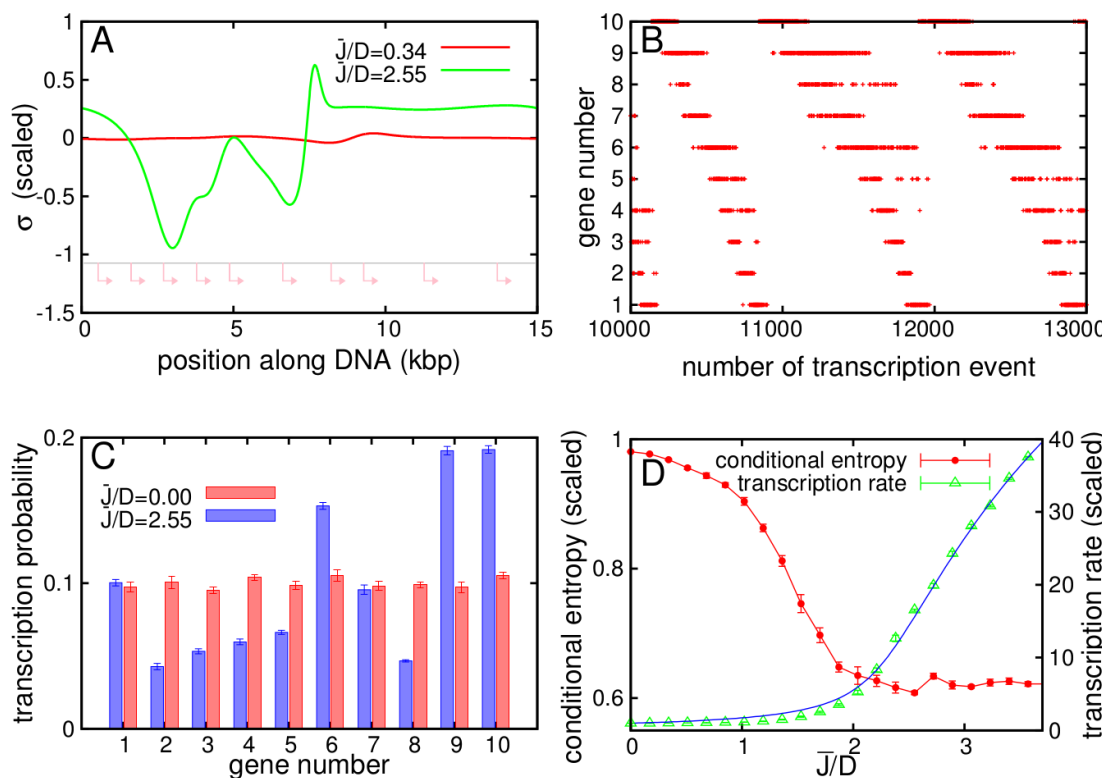 A
J̄/D=0.34
J̄/D=2.55
σ (scaled)
1
0.5
0
-0.5
-1
-1.5
0 5 10 15
position along DNA (kbp)
B
gene number
10
9
8
7
6
5
4
3
2
1
10000 11000 12000 13000
number of transcription event
C
J̄/D=0.00
J̄/D=2.55
transcription probability
0.2
0.1
0
1 2 3 4 5 6 7 8 9 10
gene number
D
conditional entropy
transcription rate
conditional entropy (scaled)
1
0.8
0.6
transcription rate (scaled)
40
30
20
10
0
0 1 2 3
J̄/D